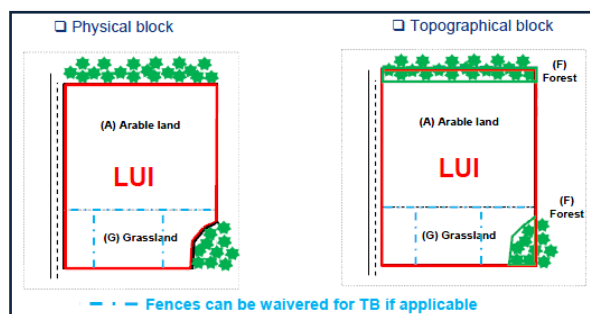 ❑ Physical block
❑ Topographical block
(A) Arable land
LUI
(G) Grassland
(F)
Forest
(A) Arable land
LUI
(F)
Forest
(G) Grassland
Fences can be waivered for TB if applicable